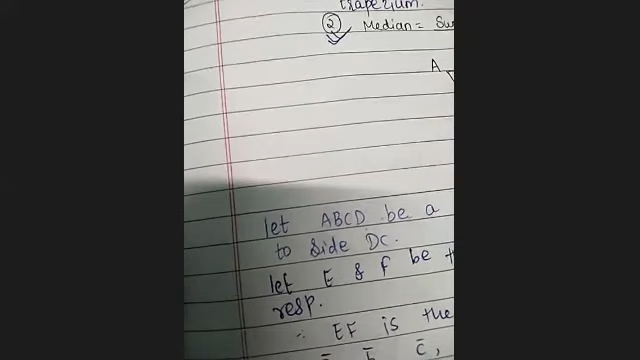 trapezium.
② Median = Su
A
let ABCD be a
to side DC.
let E & F be t
resp.
∴ EF is the
c̄,